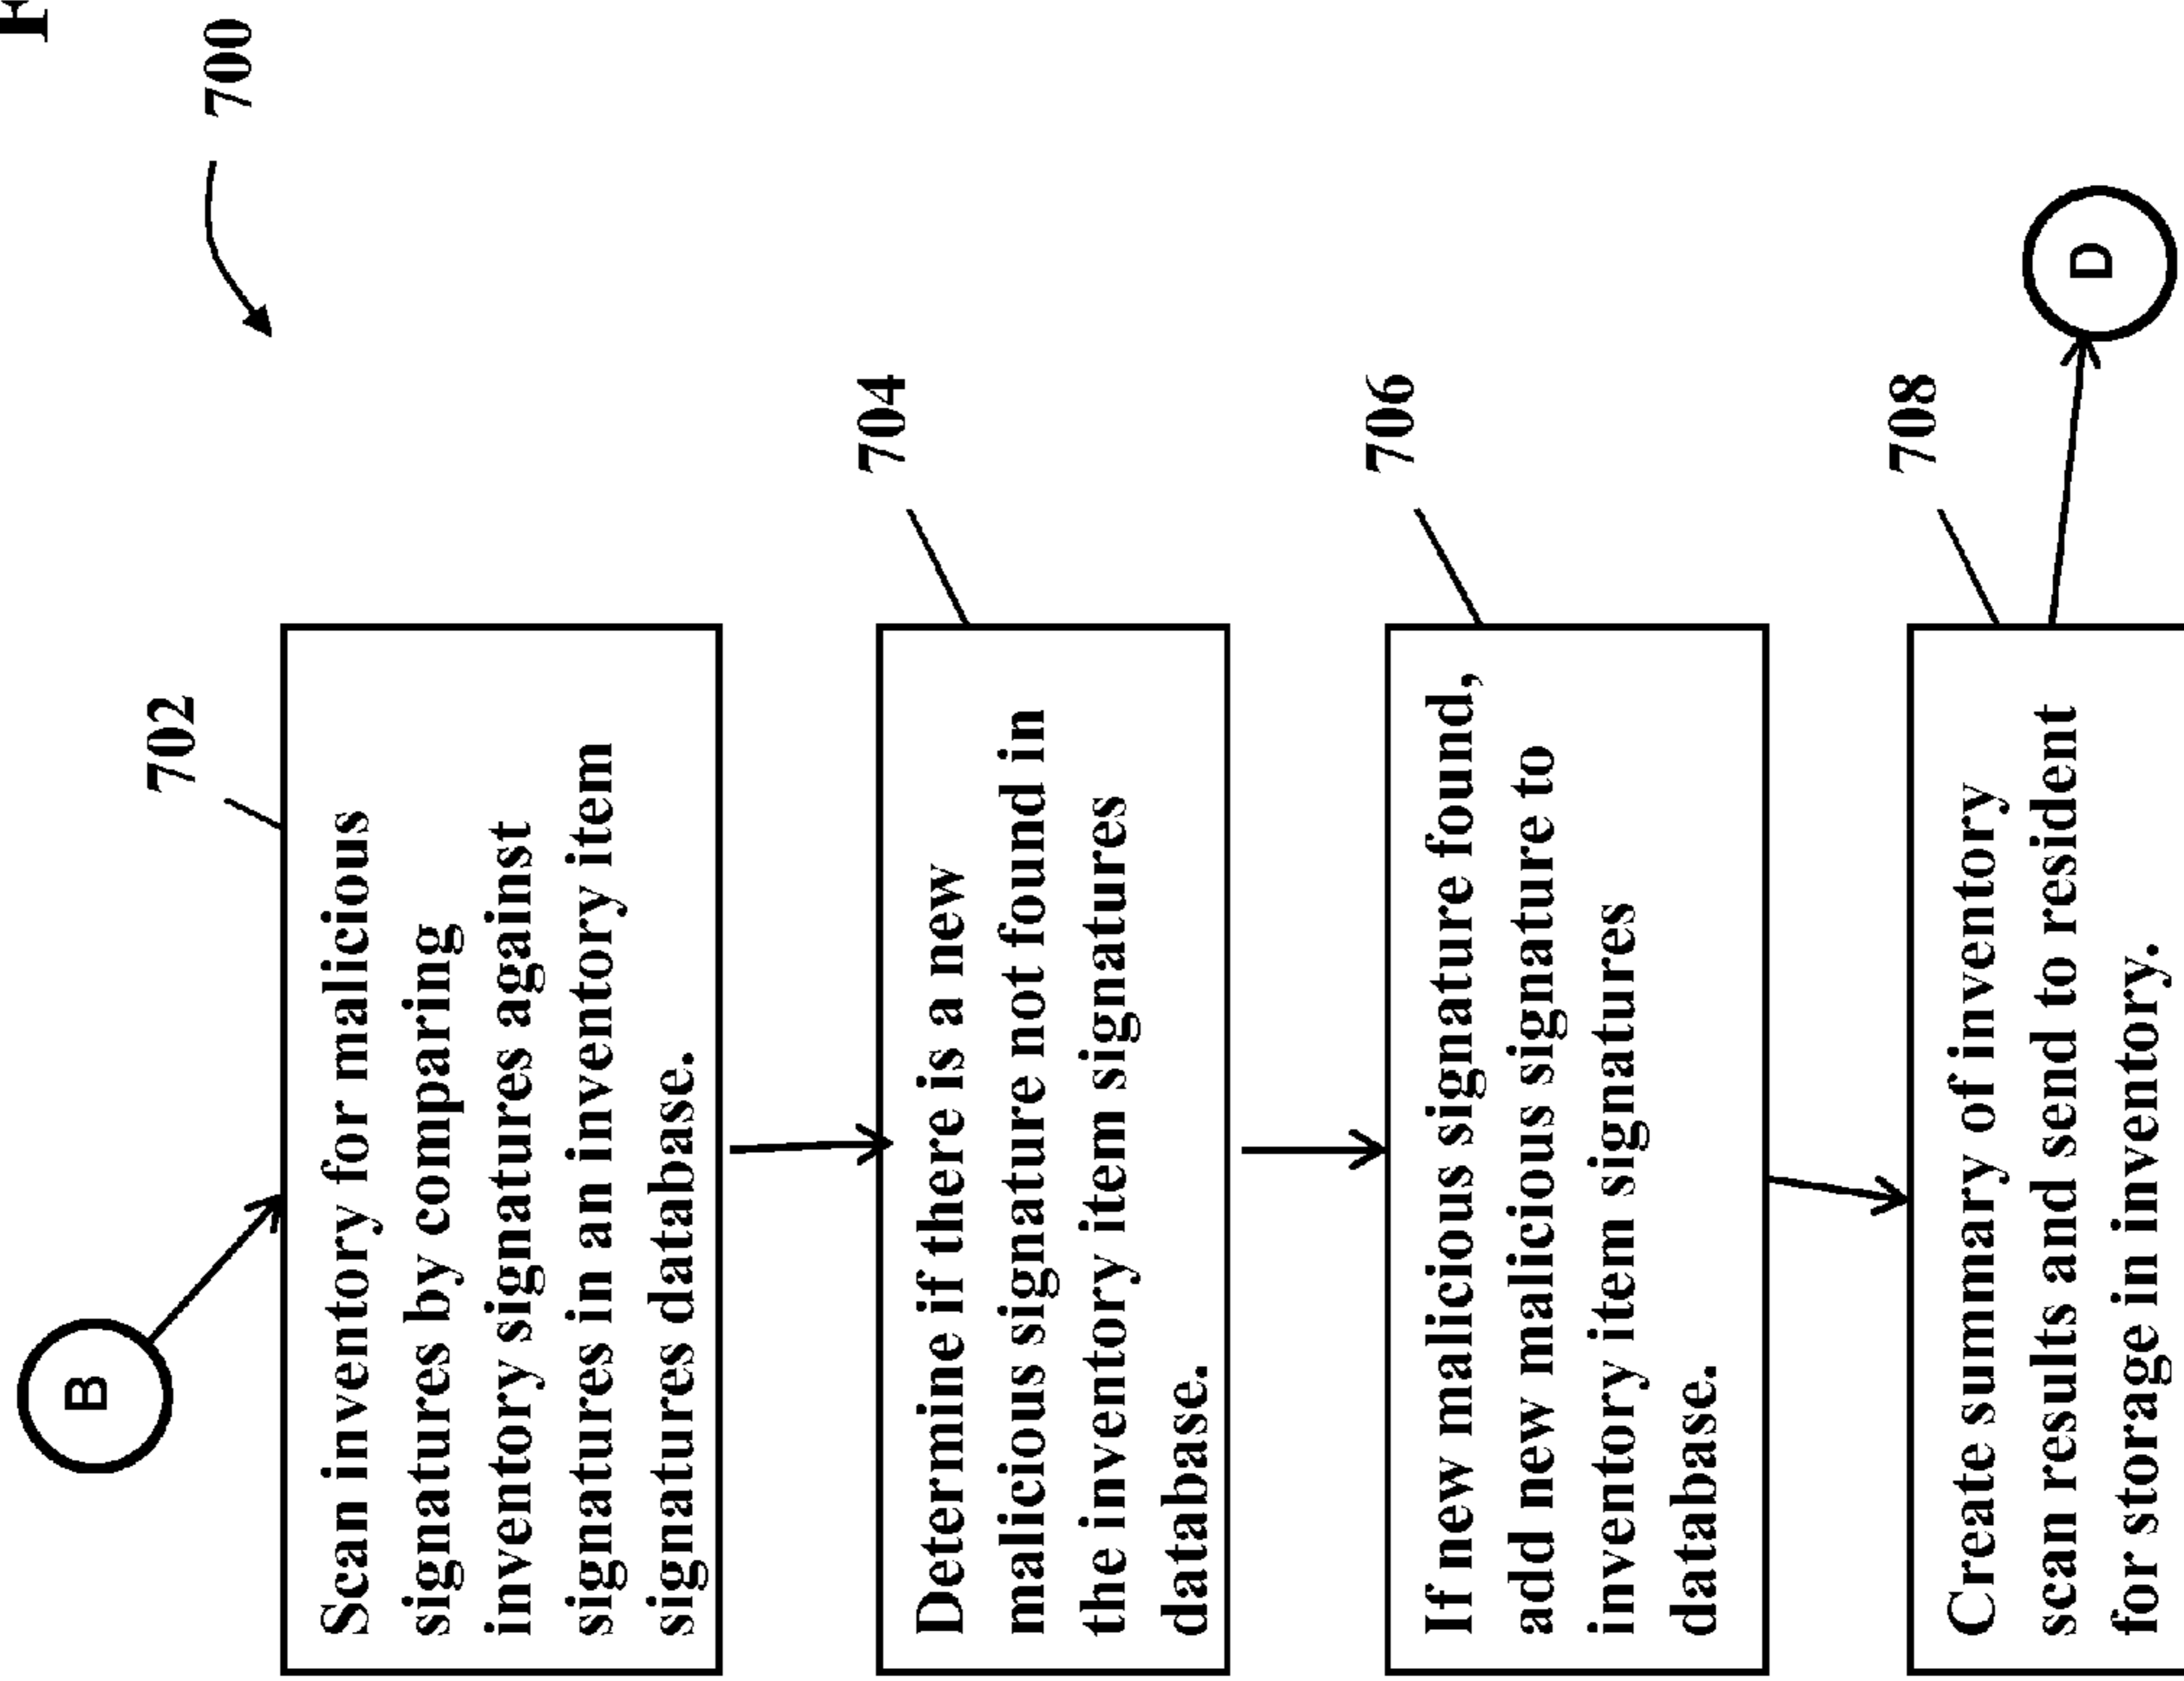 700
B
702
Scan inventory for malicious
signatures by comparing
inventory signatures against
signatures in an inventory item
signatures database.
704
Determine if there is a new
malicious signature not found in
the inventory item signatures
database.
706
If new malicious signature found,
add new malicious signature to
inventory item signatures
database.
708
Create summary of inventory
scan results and send to resident
for storage in inventory.
D